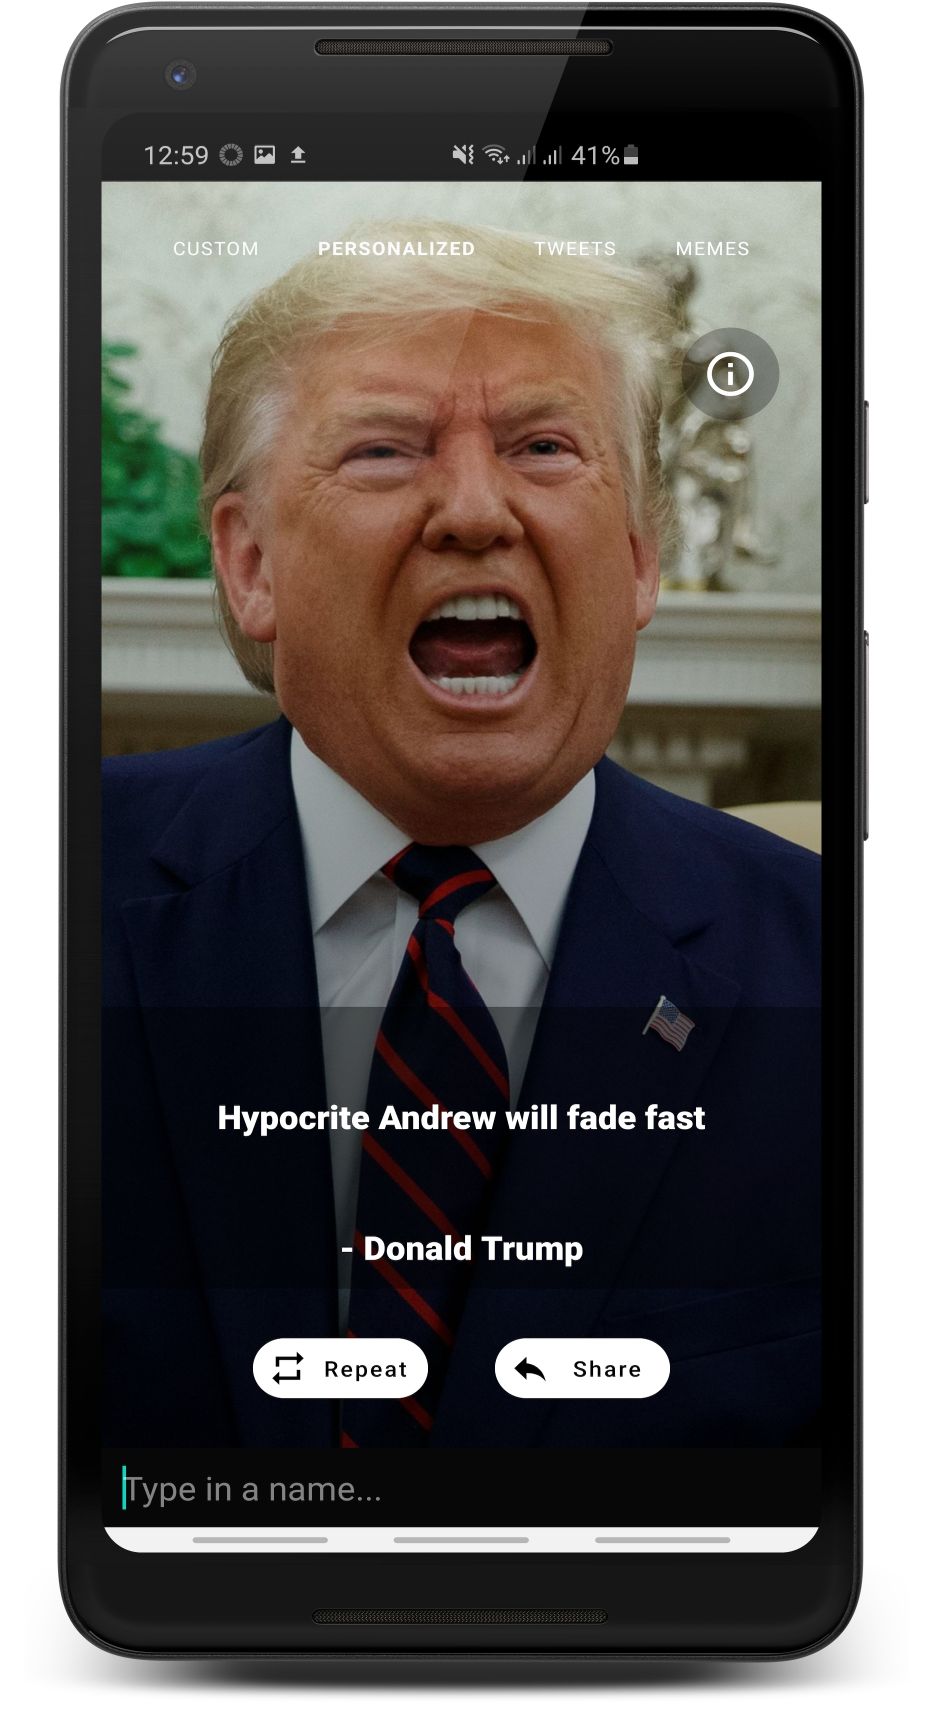 12:59 41%
CUSTOM PERSONALIZED TWEETS MEMES
Hypocrite Andrew will fade fast
- Donald Trump
Repeat Share
Type in a name...